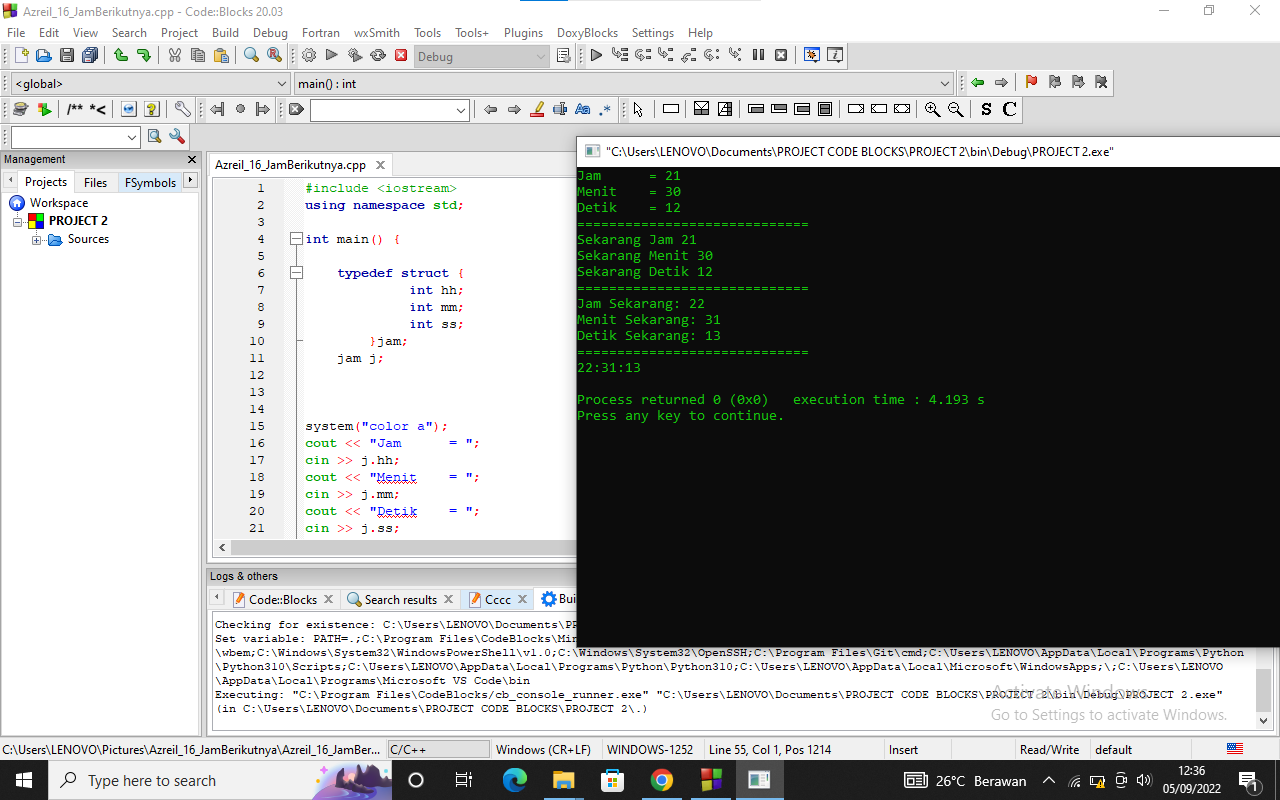 Azreil_16_JamBerikutnya.cpp - Code::Blocks 20.03
File Edit View Search Project Build Debug Fortran wxSmith Tools Tools+ Plugins DoxyBlocks Settings Help
Debug
<global> main() : int
/** *< Aa .* S C
Management
Projects Files FSymbols
Workspace
PROJECT 2
Sources
Azreil_16_JamBerikutnya.cpp
1 #include <iostream>
2 using namespace std;
3
4 int main() {
5
6 typedef struct {
7 int hh;
8 int mm;
9 int ss;
10 }jam;
11 jam j;
12
13
14
15 system("color a");
16 cout << "Jam      = ";
17 cin >> j.hh;
18 cout << "Menit    = ";
19 cin >> j.mm;
20 cout << "Detik    = ";
21 cin >> j.ss;
"C:\Users\LENOVO\Documents\PROJECT CODE BLOCKS\PROJECT 2\bin\Debug\PROJECT 2.exe"
Jam      = 21
Menit    = 30
Detik    = 12
=============================
Sekarang Jam 21
Sekarang Menit 30
Sekarang Detik 12
=============================
Jam Sekarang: 22
Menit Sekarang: 31
Detik Sekarang: 13
=============================
22:31:13
Process returned 0 (0x0)   execution time : 4.193 s
Press any key to continue.
Logs & others
Code::Blocks Search results Cccc Bui
Checking for existence: C:\Users\LENOVO\Documents\PR
Set variable: PATH=.;C:\Program Files\CodeBlocks\Min
\wbem;C:\Windows\System32\WindowsPowerShell\v1.0;C:\Windows\System32\OpenSSH;C:\Program Files\Git\cmd;C:\Users\LENOVO\AppData\Local\Programs\Python
\Python310\Scripts;C:\Users\LENOVO\AppData\Local\Programs\Python\Python310;C:\Users\LENOVO\AppData\Local\Microsoft\WindowsApps;\;C:\Users\LENOVO
\AppData\Local\Programs\Microsoft VS Code\bin
Executing: "C:\Program Files\CodeBlocks/cb_console_runner.exe" "C:\Users\LENOVO\Documents\PROJECT CODE BLOCKS\PROJECT 2\bin\Debug\PROJECT 2.exe"
(in C:\Users\LENOVO\Documents\PROJECT CODE BLOCKS\PROJECT 2\.)
Activate Windows
Go to Settings to activate Windows.
C:\Users\LENOVO\Pictures\Azreil_16_JamBerikutnya\Azreil_16_JamBer... C/C++ Windows (CR+LF) WINDOWS-1252 Line 55, Col 1, Pos 1214 Insert Read/Write default
Type here to search 26°C Berawan 12:36
05/09/2022 1